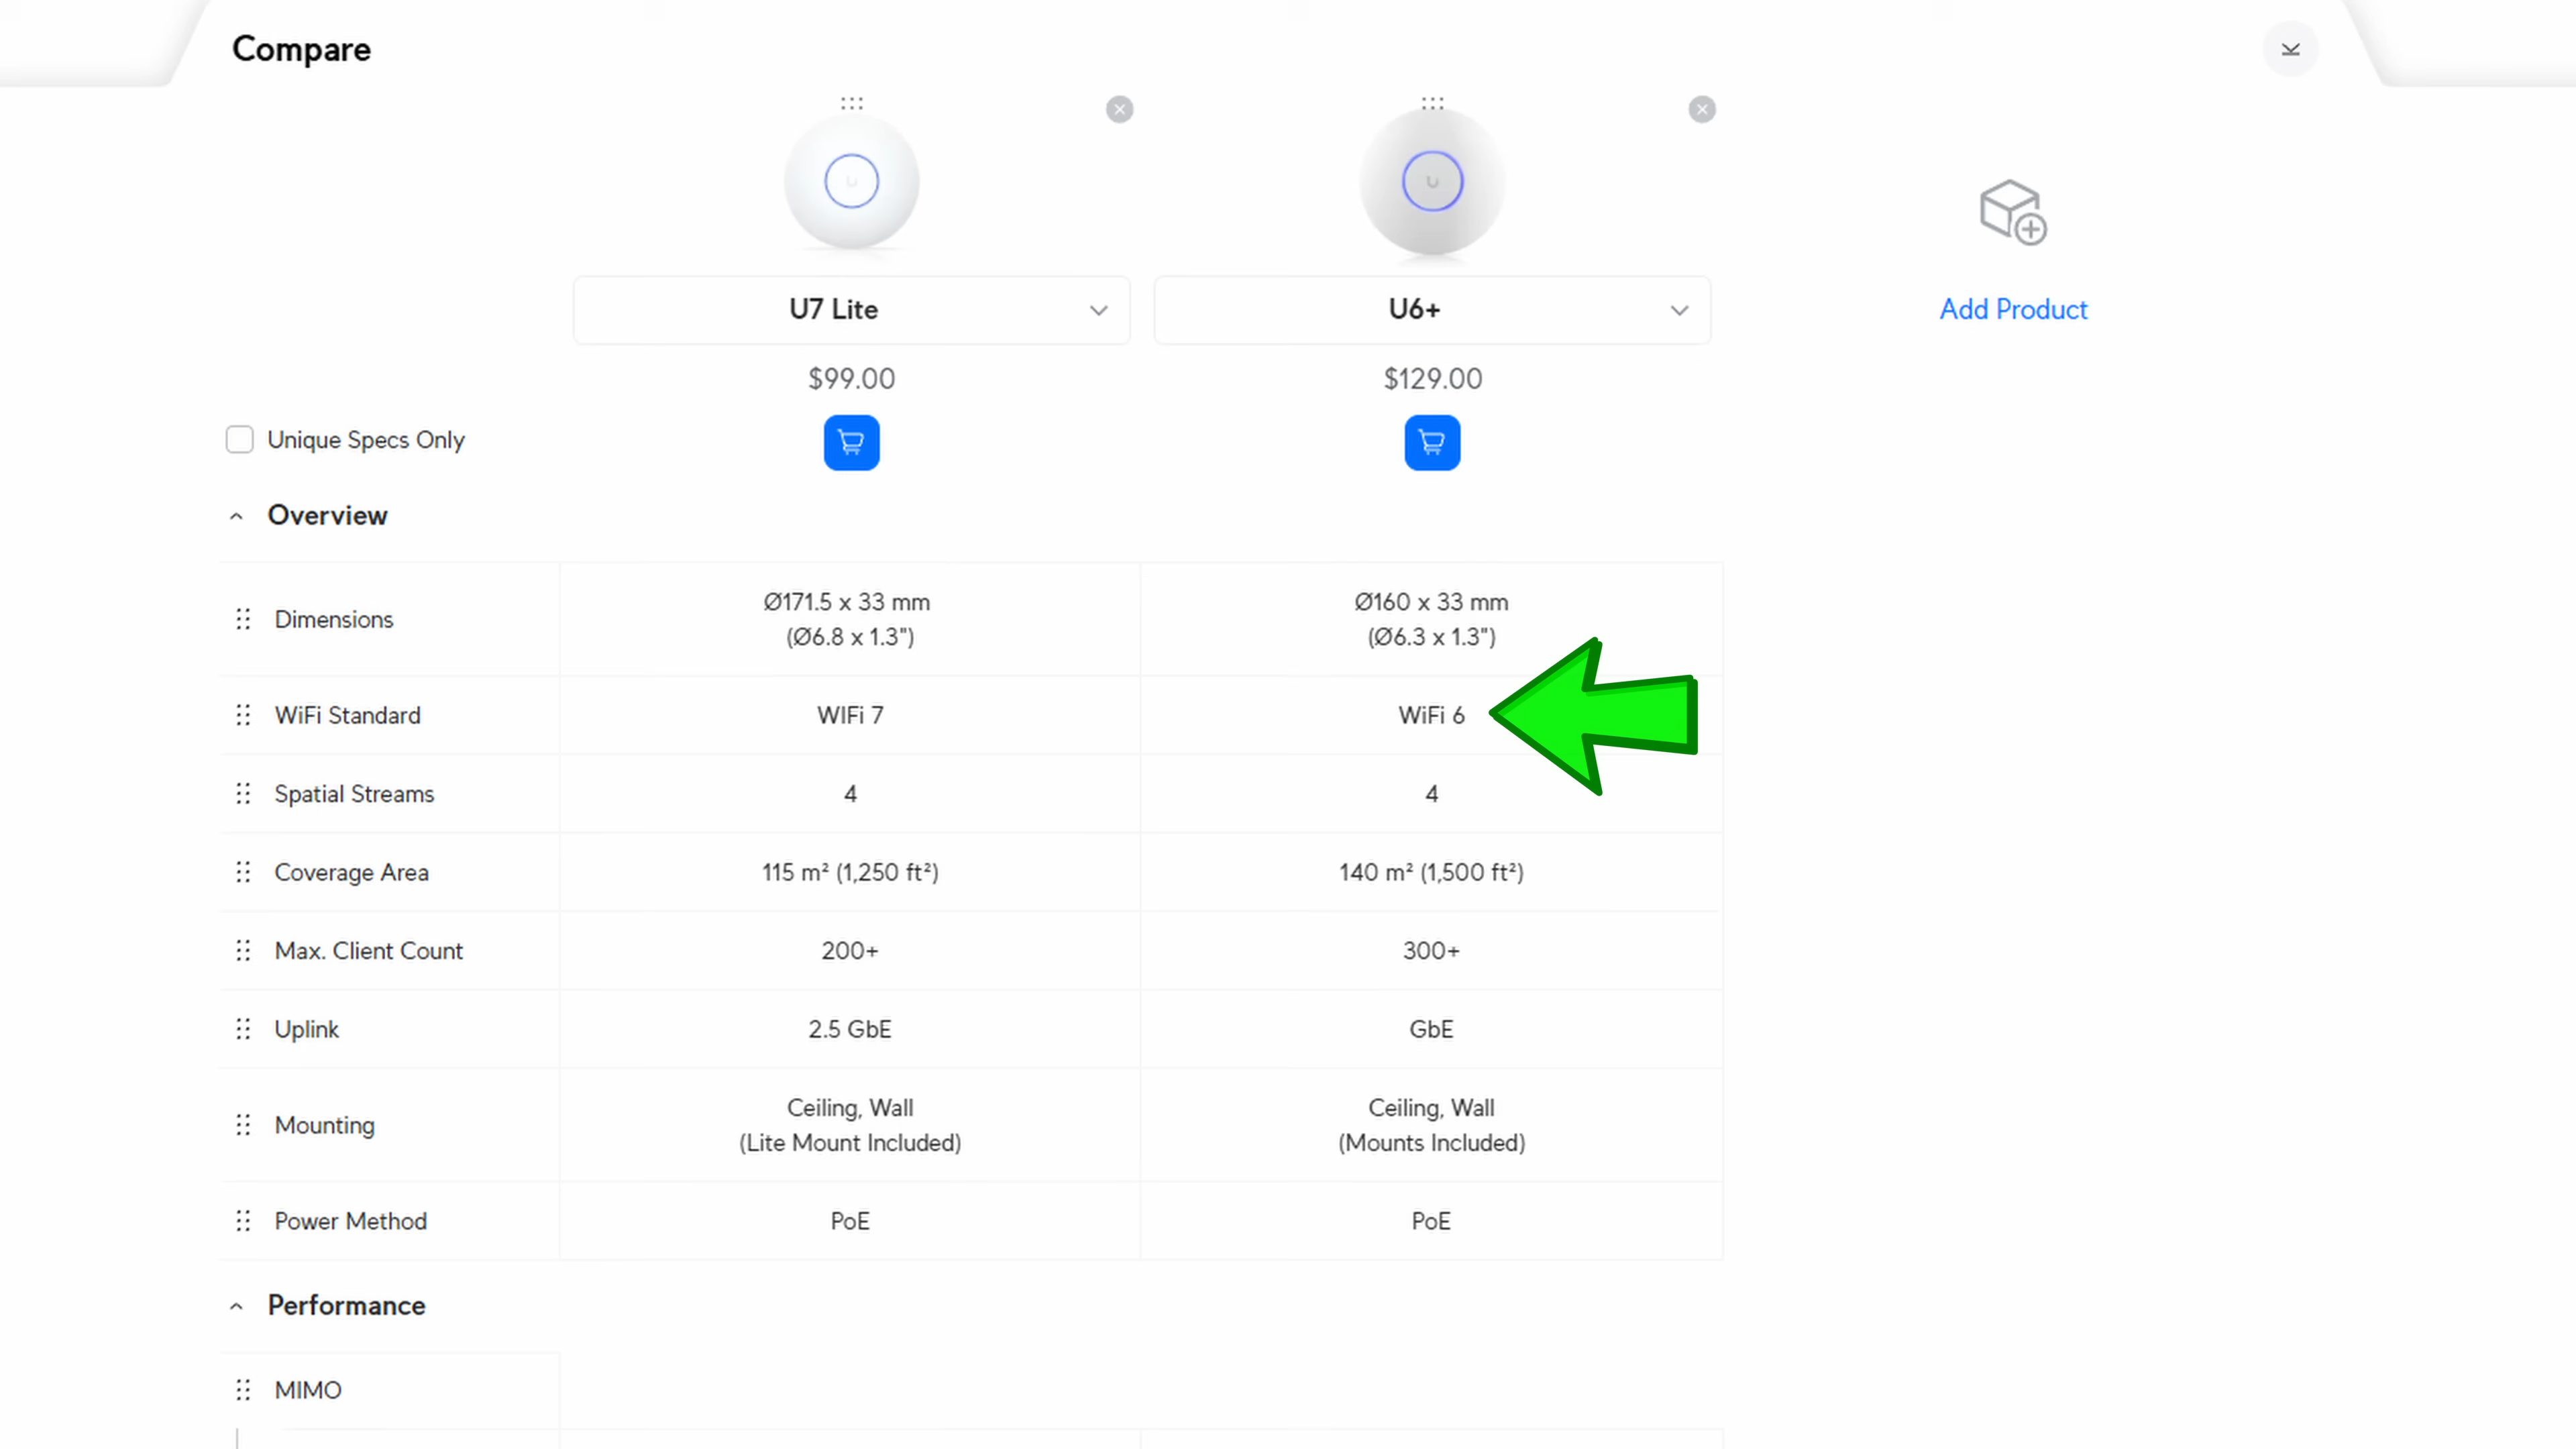 Compare
U7 Lite
U6+
Add Product
$99.00
$129.00
Unique Specs Only
Overview
Dimensions
Ø171.5 x 33 mm
(Ø6.8 x 1.3")
Ø160 x 33 mm
(Ø6.3 x 1.3")
WiFi Standard
WIFi 7
WiFi 6
Spatial Streams
4
4
Coverage Area
115 m² (1,250 ft²)
140 m² (1,500 ft²)
Max. Client Count
200+
300+
Uplink
2.5 GbE
GbE
Mounting
Ceiling, Wall
(Lite Mount Included)
Ceiling, Wall
(Mounts Included)
Power Method
PoE
PoE
Performance
MIMO